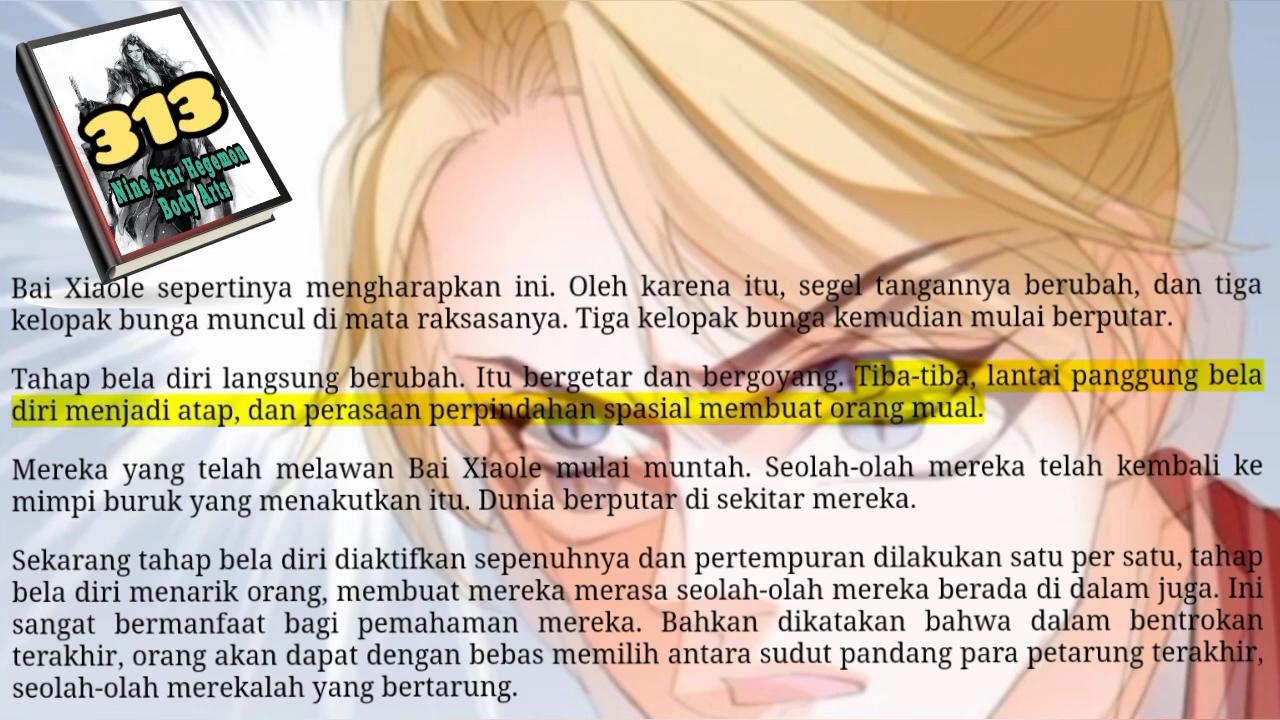 313
Nine Star Hegemon
Body Arts
Bai Xiaole sepertinya mengharapkan ini. Oleh karena itu, segel tangannya berubah, dan tiga
kelopak bunga muncul di mata raksasanya. Tiga kelopak bunga kemudian mulai berputar.
Tahap bela diri langsung berubah. Itu bergetar dan bergoyang. Tiba-tiba, lantai panggung bela
diri menjadi atap, dan perasaan perpindahan spasial membuat orang mual.
Mereka yang telah melawan Bai Xiaole mulai muntah. Seolah-olah mereka telah kembali ke
mimpi buruk yang menakutkan itu. Dunia berputar di sekitar mereka.
Sekarang tahap bela diri diaktifkan sepenuhnya dan pertempuran dilakukan satu per satu, tahap
bela diri menarik orang, membuat mereka merasa seolah-olah mereka berada di dalam juga. Ini
sangat bermanfaat bagi pemahaman mereka. Bahkan dikatakan bahwa dalam bentrokan
terakhir, orang akan dapat dengan bebas memilih antara sudut pandang para petarung terakhir,
seolah-olah merekalah yang bertarung.